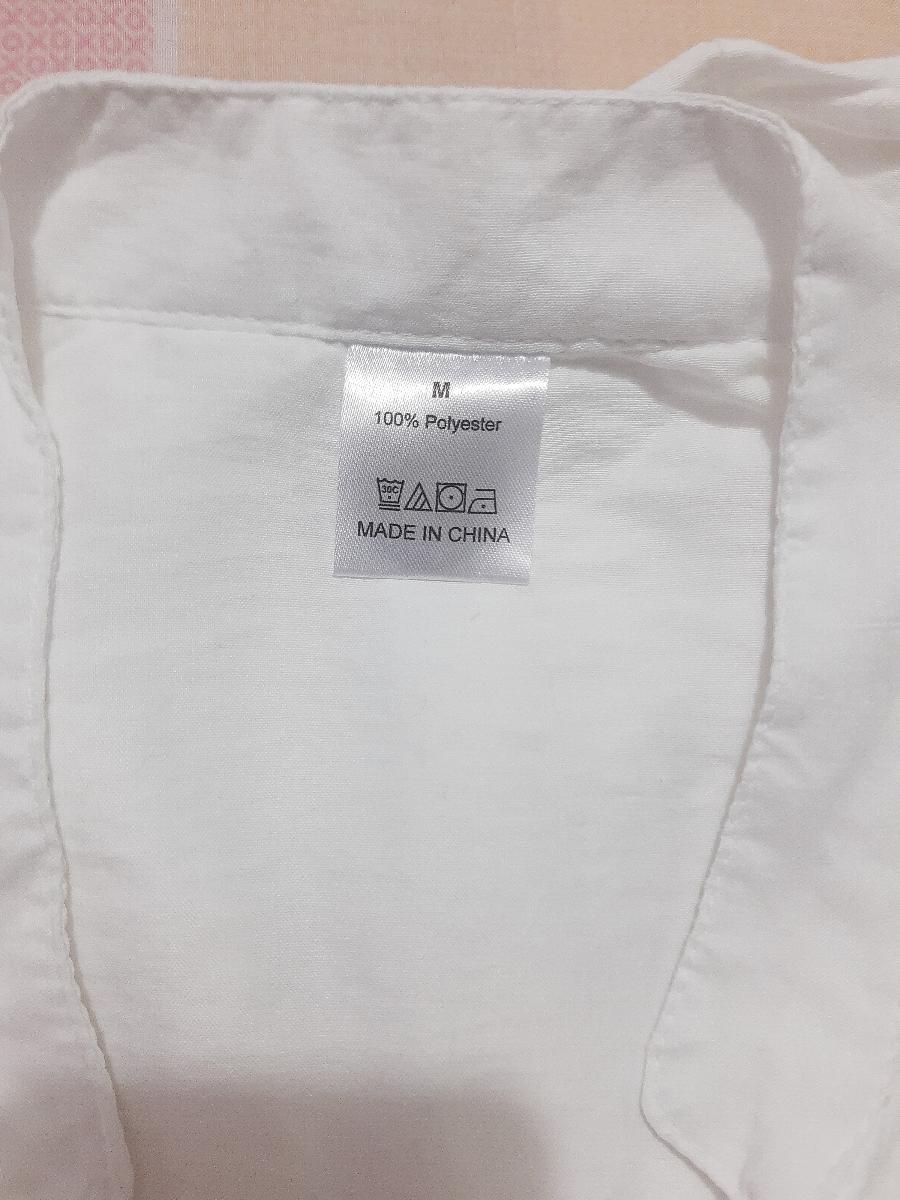 M
100% Polyester
30C
MADE IN CHINA